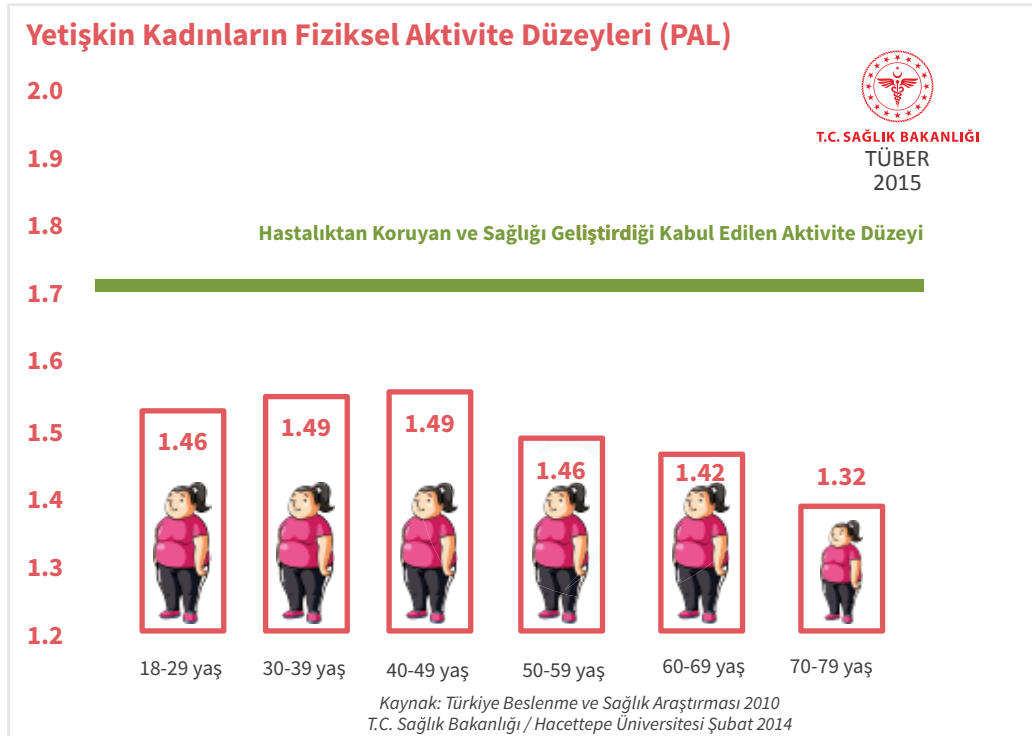 Yetişkin Kadınların Fiziksel Aktivite Düzeyleri (PAL)
T.C. SAĞLIK BAKANLIĞI
TÜBER
2015
2.0
1.9
1.8
Hastalıktan Koruyan ve Sağlığı Geliştirdiği Kabul Edilen Aktivite Düzeyi
1.7
1.6
1.5
1.4
1.3
1.2
1.46
1.49
1.49
1.46
1.42
1.32
18-29 yaş
30-39 yaş
40-49 yaş
50-59 yaş
60-69 yaş
70-79 yaş
Kaynak: Türkiye Beslenme ve Sağlık Araştırması 2010
T.C. Sağlık Bakanlığı / Hacettepe Üniversitesi Şubat 2014